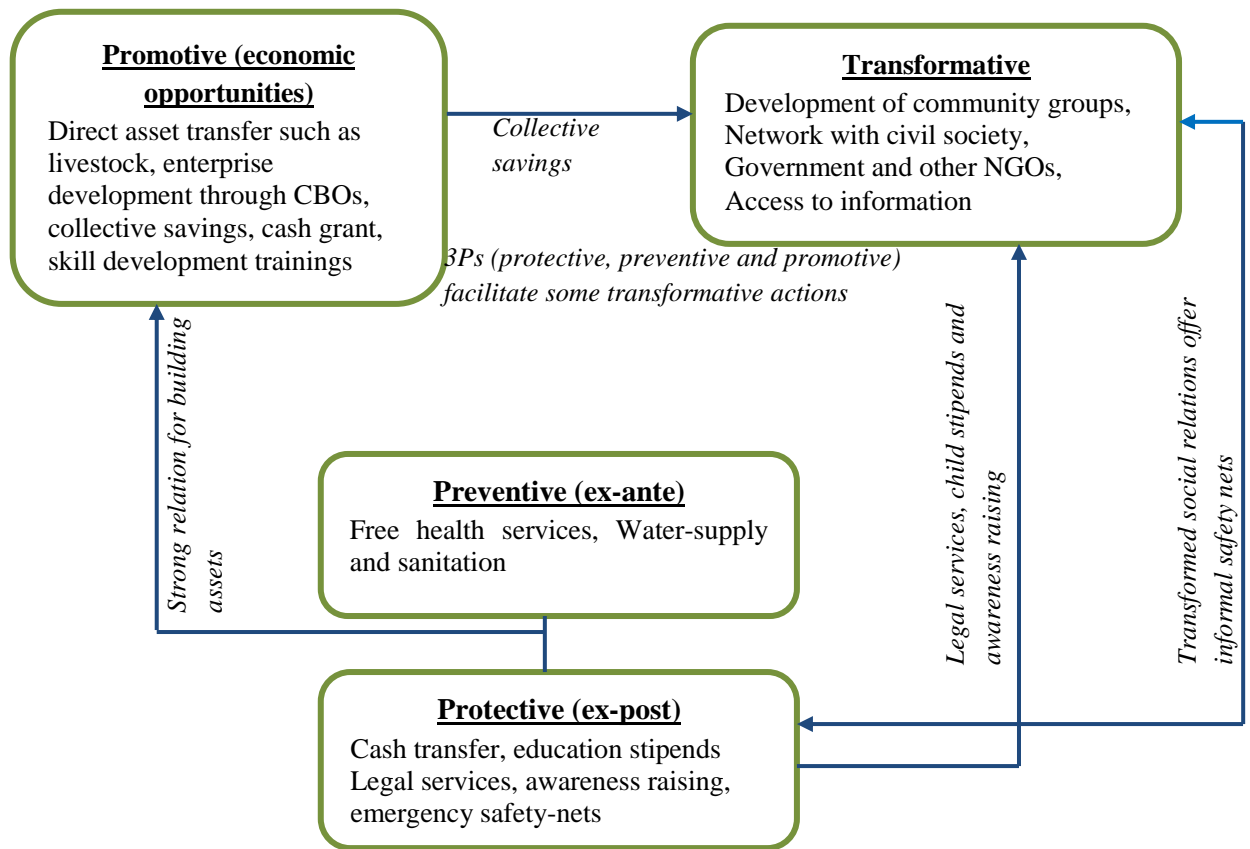 Promotive (economic
opportunities)
Direct asset transfer such as
livestock, enterprise
development through CBOs,
collective savings, cash grant,
skill development trainings
Collective
savings
Transformative
Development of community groups,
Network with civil society,
Government and other NGOs,
Access to information
3Ps (protective, preventive and promotive)
facilitate some transformative actions
Strong relation for building
assets
Preventive (ex-ante)
Free health services, Water-supply
and sanitation
Legal services, child stipends and
awareness raising
Transformed social relations offer
informal safety nets
Protective (ex-post)
Cash transfer, education stipends
Legal services, awareness raising,
emergency safety-nets